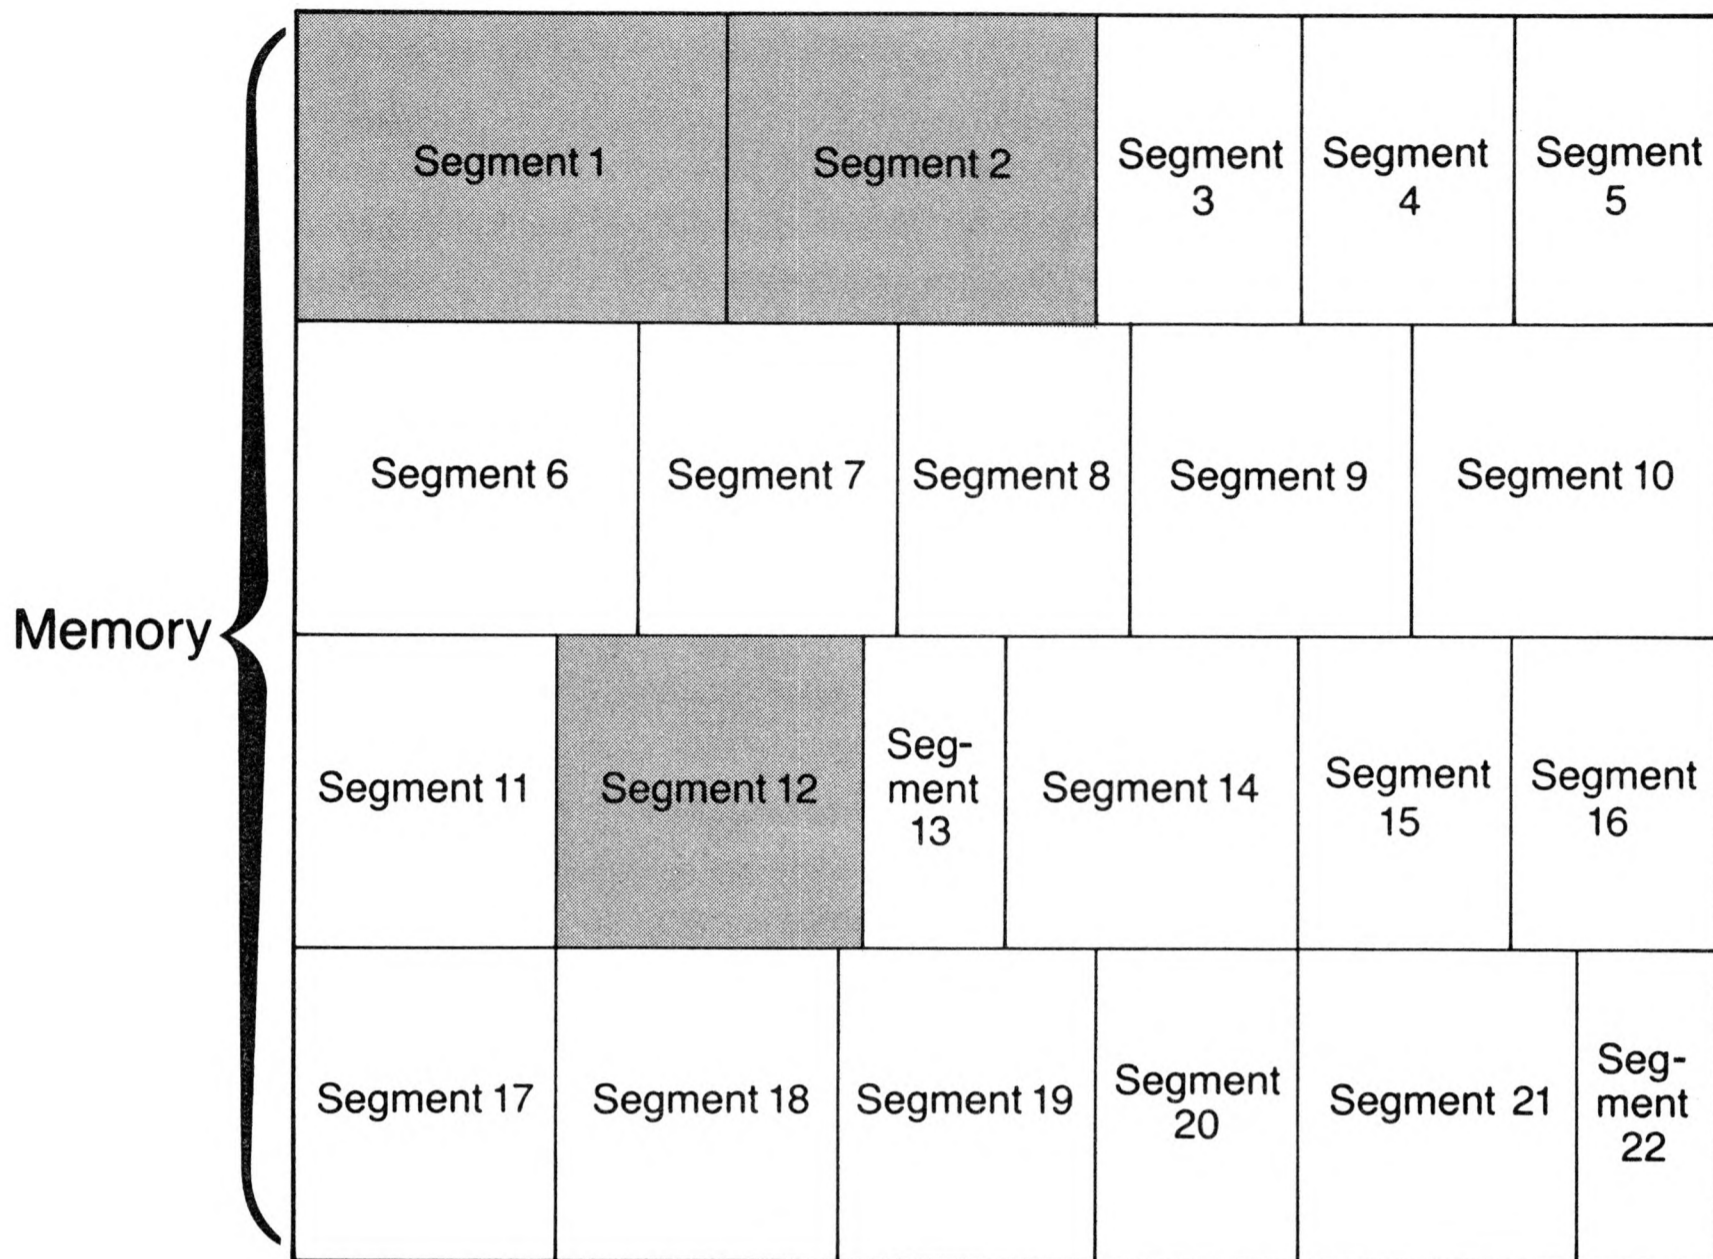 Segment 1
Segment 2
Segment
3
Segment
4
Segment
5
Segment 6
Segment 7
Segment 8
Segment 9
Segment 10
Memory
Segment 11
Segment 12
Seg-
ment
13
Segment 14
Segment
15
Segment
16
Segment 17
Segment 18
Segment 19
Segment
20
Segment 21
Seg-
ment
22